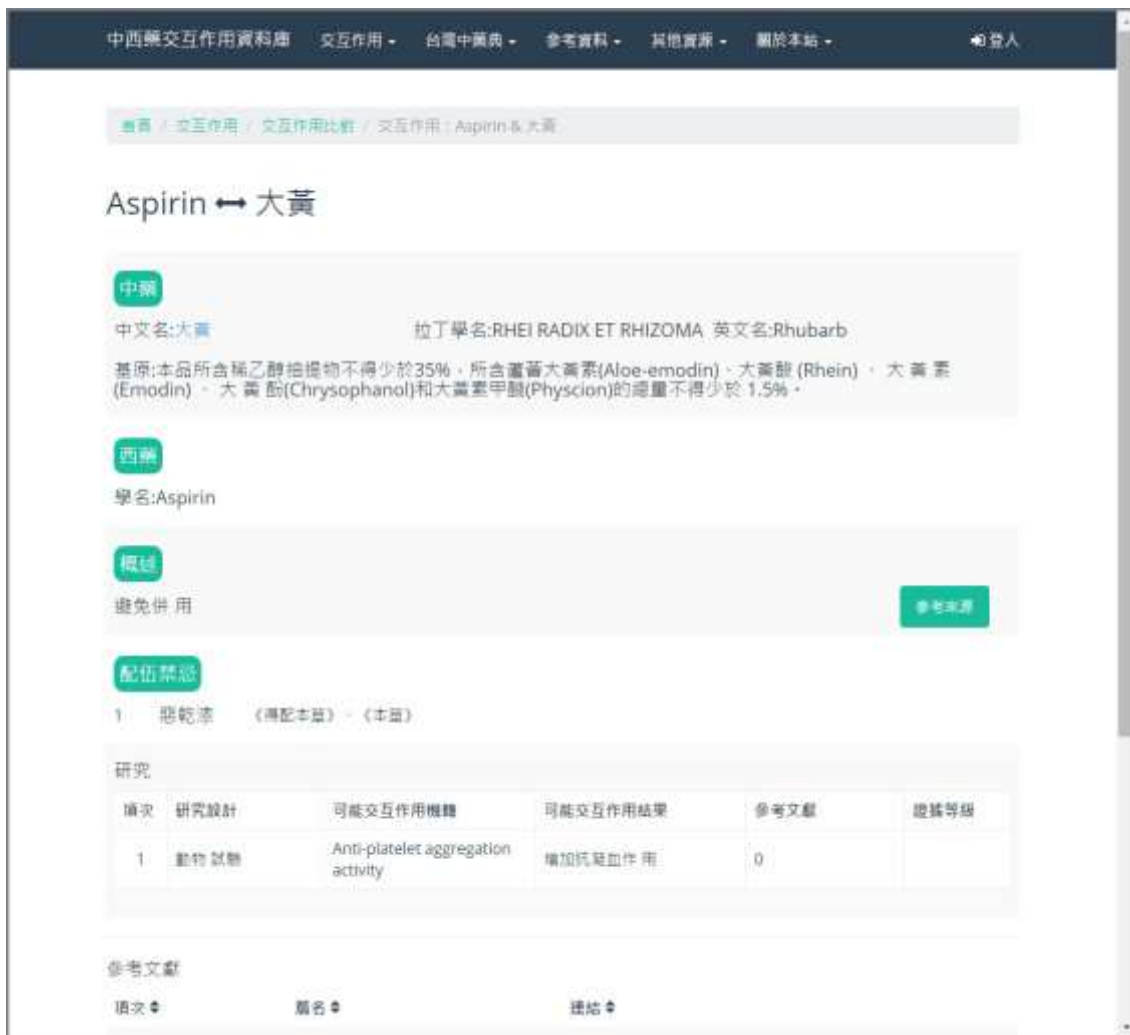 中西藥交互作用資料庫 交互作用 台灣中藥典 參考資料 其他資源 關於本站 登入
首頁 / 交互作用 / 交互作用比對 / 交互作用 : Aspirin & 大黃
Aspirin ↔ 大黃
中藥
中文名:大黃 拉丁學名:RHEI RADIX ET RHIZOMA 英文名:Rhubarb
基原:本品所含稀乙醇抽提物不得少於35%，所含蘆薈大黃素(Aloe-emodin)、大黃酸 (Rhein) 、 大 黃 素
(Emodin) 、 大 黃 酚(Chrysophanol)和大黃素甲醚(Physcion)的總量不得少於 1.5%。
西藥
學名:Aspirin
概述
避免併 用
參考來源
配伍禁忌
1 惡乾漆 《得配本草》、《本草》
研究
項次 研究設計 可能交互作用機轉 可能交互作用結果 參考文獻 證據等級
1 動物 試驗 Anti-platelet aggregation 增加抗凝血作 用 0
activity
參考文獻
項次 篇名 連結